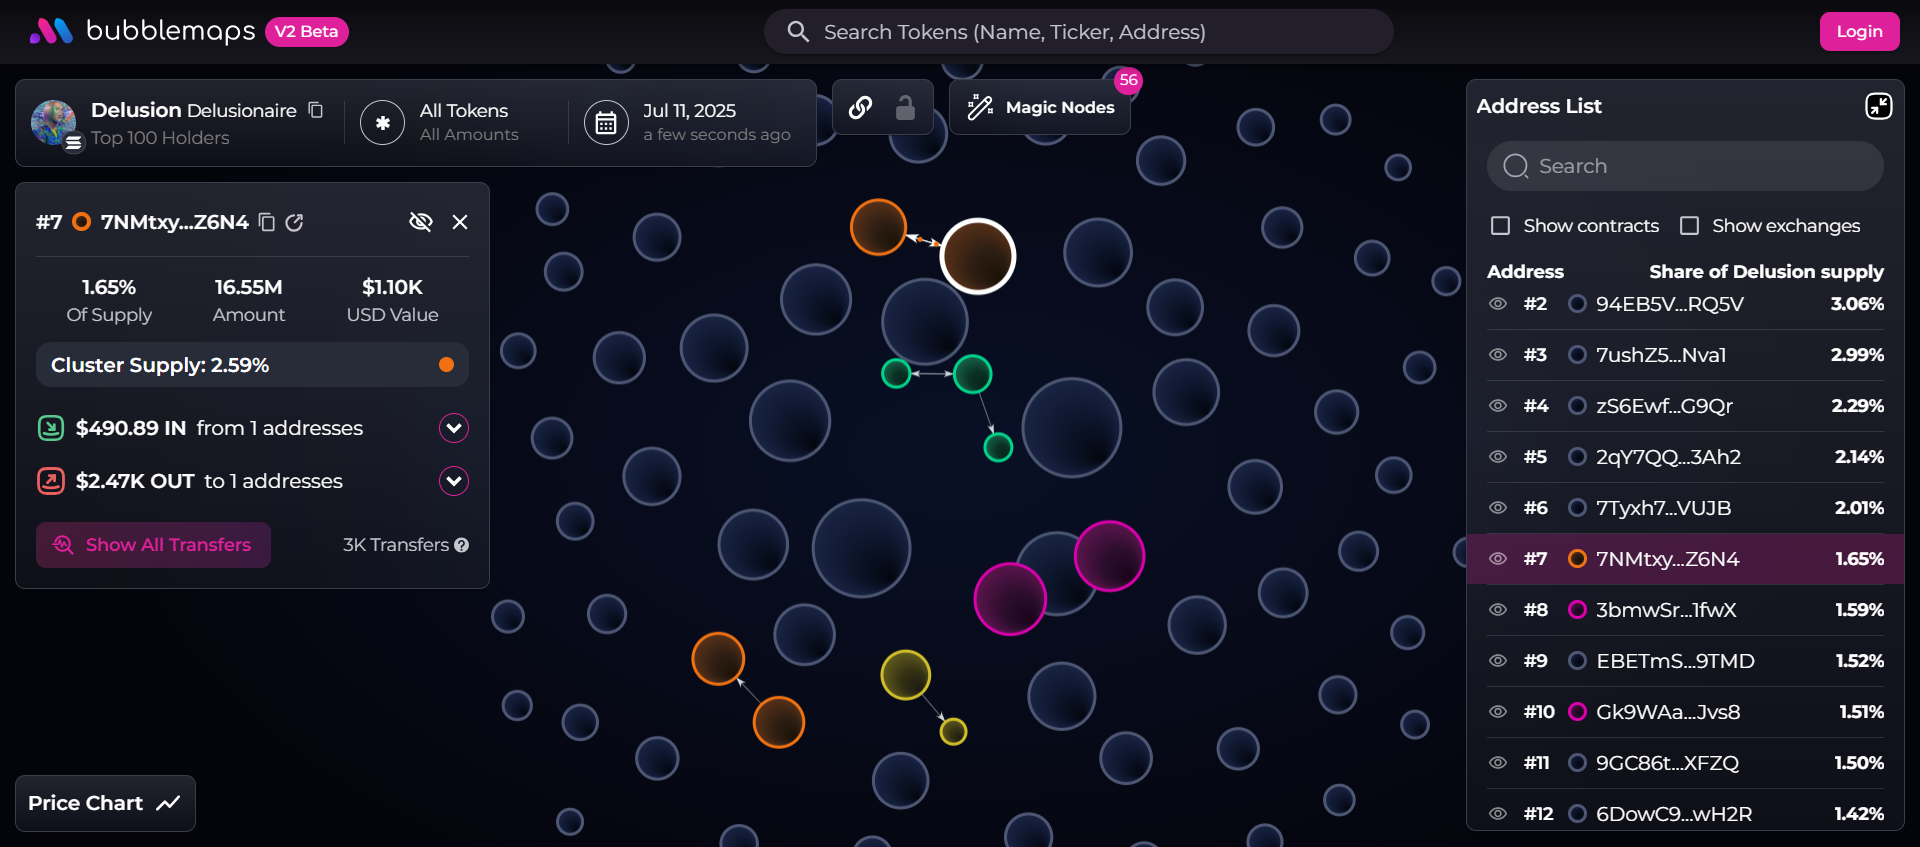 bubblemaps V2 Beta
Search Tokens (Name, Ticker, Address)
Login
Delusion Delusionaire
Top 100 Holders
All Tokens
All Amounts
Jul 11, 2025
a few seconds ago
Magic Nodes
56
#7 7NMtxy...Z6N4
1.65% 16.55M $1.10K
Of Supply Amount USD Value
Cluster Supply: 2.59%
$490.89 IN from 1 addresses
$2.47K OUT to 1 addresses
Show All Transfers 3K Transfers ?
Price Chart
Address List
Search
Show contracts Show exchanges
Address Share of Delusion supply
#2 94EB5V...RQ5V 3.06%
#3 7ushZ5...Nva1 2.99%
#4 zS6Ewf...G9Qr 2.29%
#5 2qY7QQ...3Ah2 2.14%
#6 7Tyxh7...VUJB 2.01%
#7 7NMtxy...Z6N4 1.65%
#8 3bmwSr...1fwX 1.59%
#9 EBETmS...9TMD 1.52%
#10 Gk9WAa...Jvs8 1.51%
#11 9GC86t...XFZQ 1.50%
#12 6DowC9...wH2R 1.42%